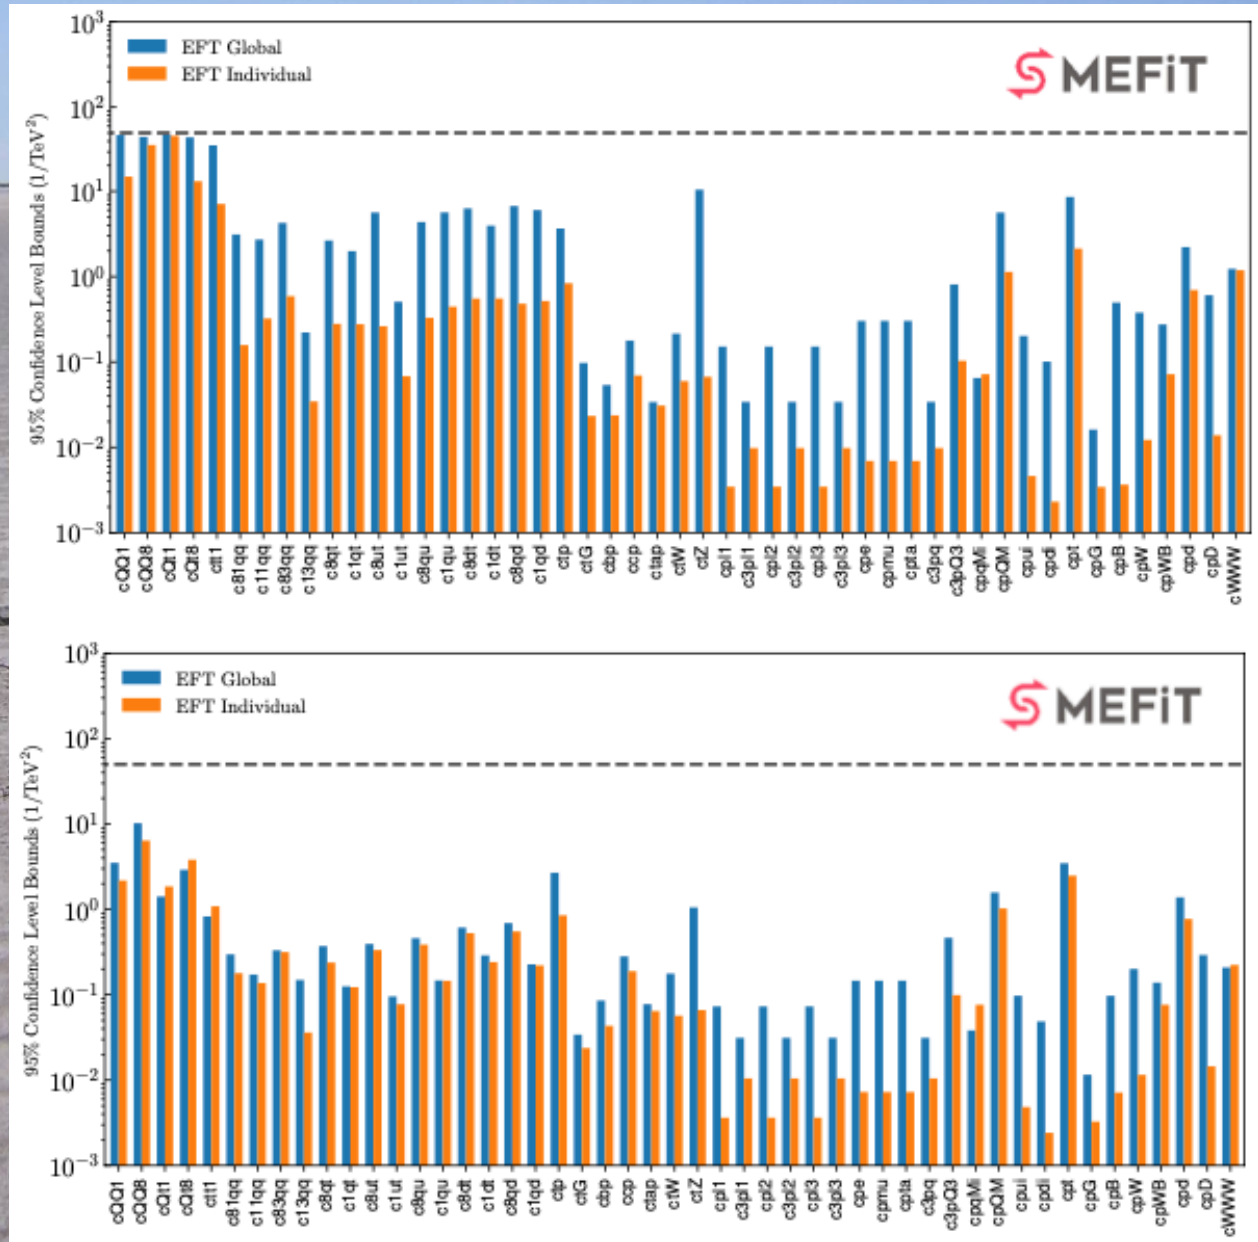 10³
EFT Global
EFT Individual
SMEFiT
10²
10¹
10⁰
10⁻¹
10⁻²
10⁻³
95% Confidence Level Bounds (1/TeV²)
cQQ1 cQQ8 cQt1 cQt8 ctt1 c81qq c11qq c83qq c13qq c8qt c1qt c8ut c1ut c8qu c1qu c8dt c1dt c8qd c1qd ctp ctG cbp ccp ctap ctW ctZ cpl1 c3pl1 cpl2 c3pl2 cpl3 c3pl3 cpe cpmu cpta c3pq c3pQ3 cpqMi cpQM cpui cpdi cpt cpG cpB cpW cpWB cpd cpD cWWW
10³
EFT Global
EFT Individual
SMEFiT
10²
10¹
10⁰
10⁻¹
10⁻²
10⁻³
95% Confidence Level Bounds (1/TeV²)
cQQ1 cQQ8 cQt1 cQt8 ctt1 c81qq c11qq c83qq c13qq c8qt c1qt c8ut c1ut c8qu c1qu c8dt c1dt c8qd c1qd ctp ctG cbp ccp ctap ctW ctZ cpl1 c3pl1 cpl2 c3pl2 cpl3 c3pl3 cpe cpmu cpta c3pq c3pQ3 cpqMi cpQM cpui cpdi cpt cpG cpB cpW cpWB cpd cpD cWWW